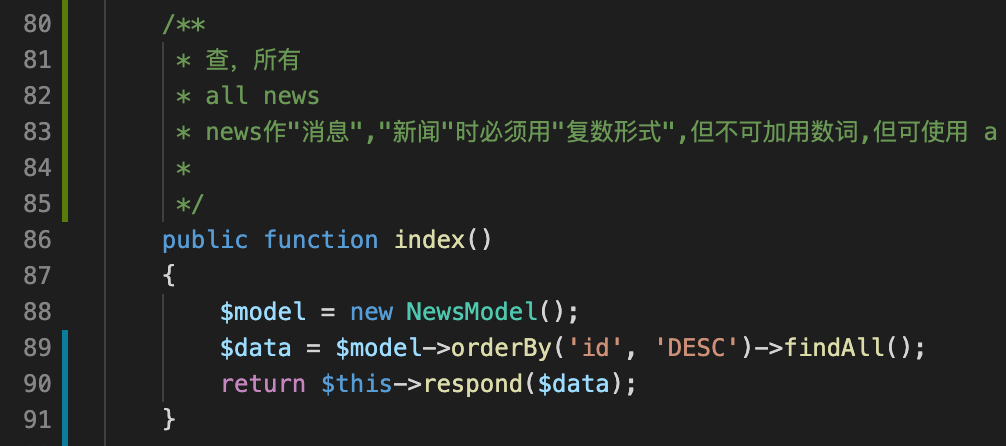 80 /**
81 * 查，所有
82 * all news
83 * news作"消息","新闻"时必须用"复数形式",但不可加用数词,但可使用 a
84 *
85 */
86 public function index()
87 {
88 $model = new NewsModel();
89 $data = $model->orderBy('id', 'DESC')->findAll();
90 return $this->respond($data);
91 }